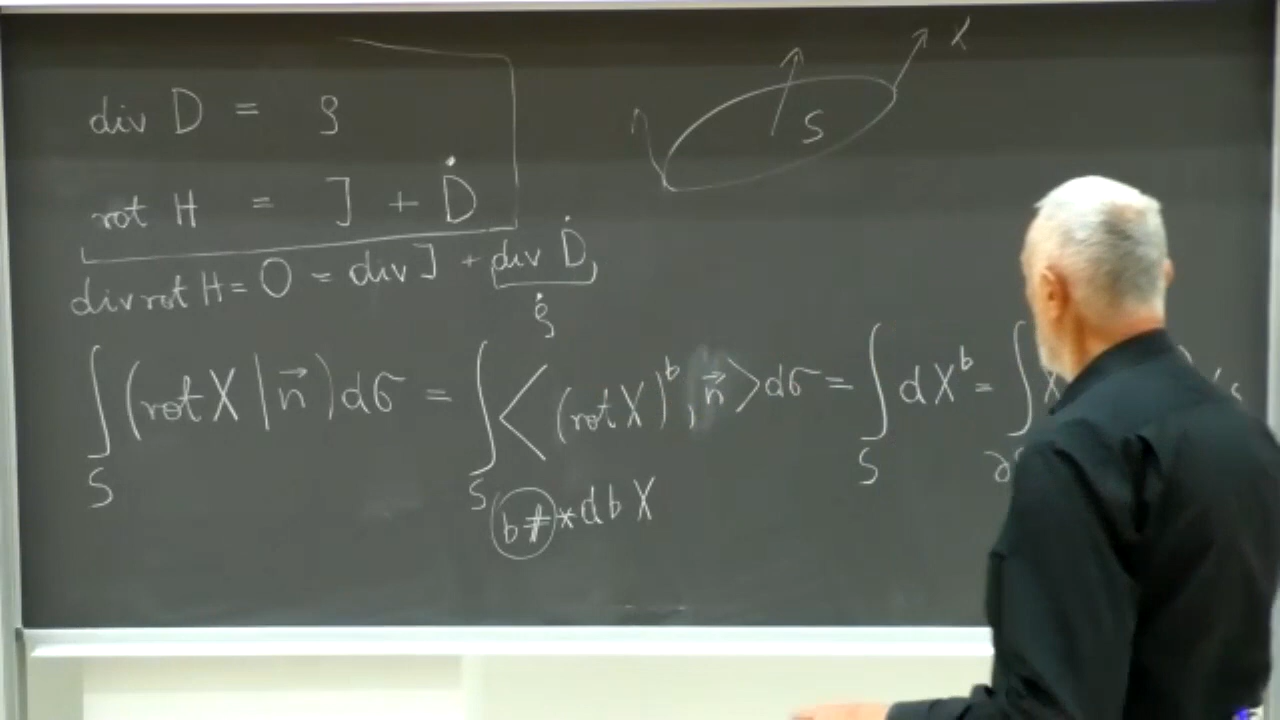 div D = ρ
rot H = J + Ḋ
div rot H = 0 = div J + div Ḋ
ρ̇
S
x
∫_S (rot X | n⃗) dσ = ∫_S < (rot X)^b, n⃗ > dσ = ∫_S dX^b = ∫_∂S X
b # * d b X